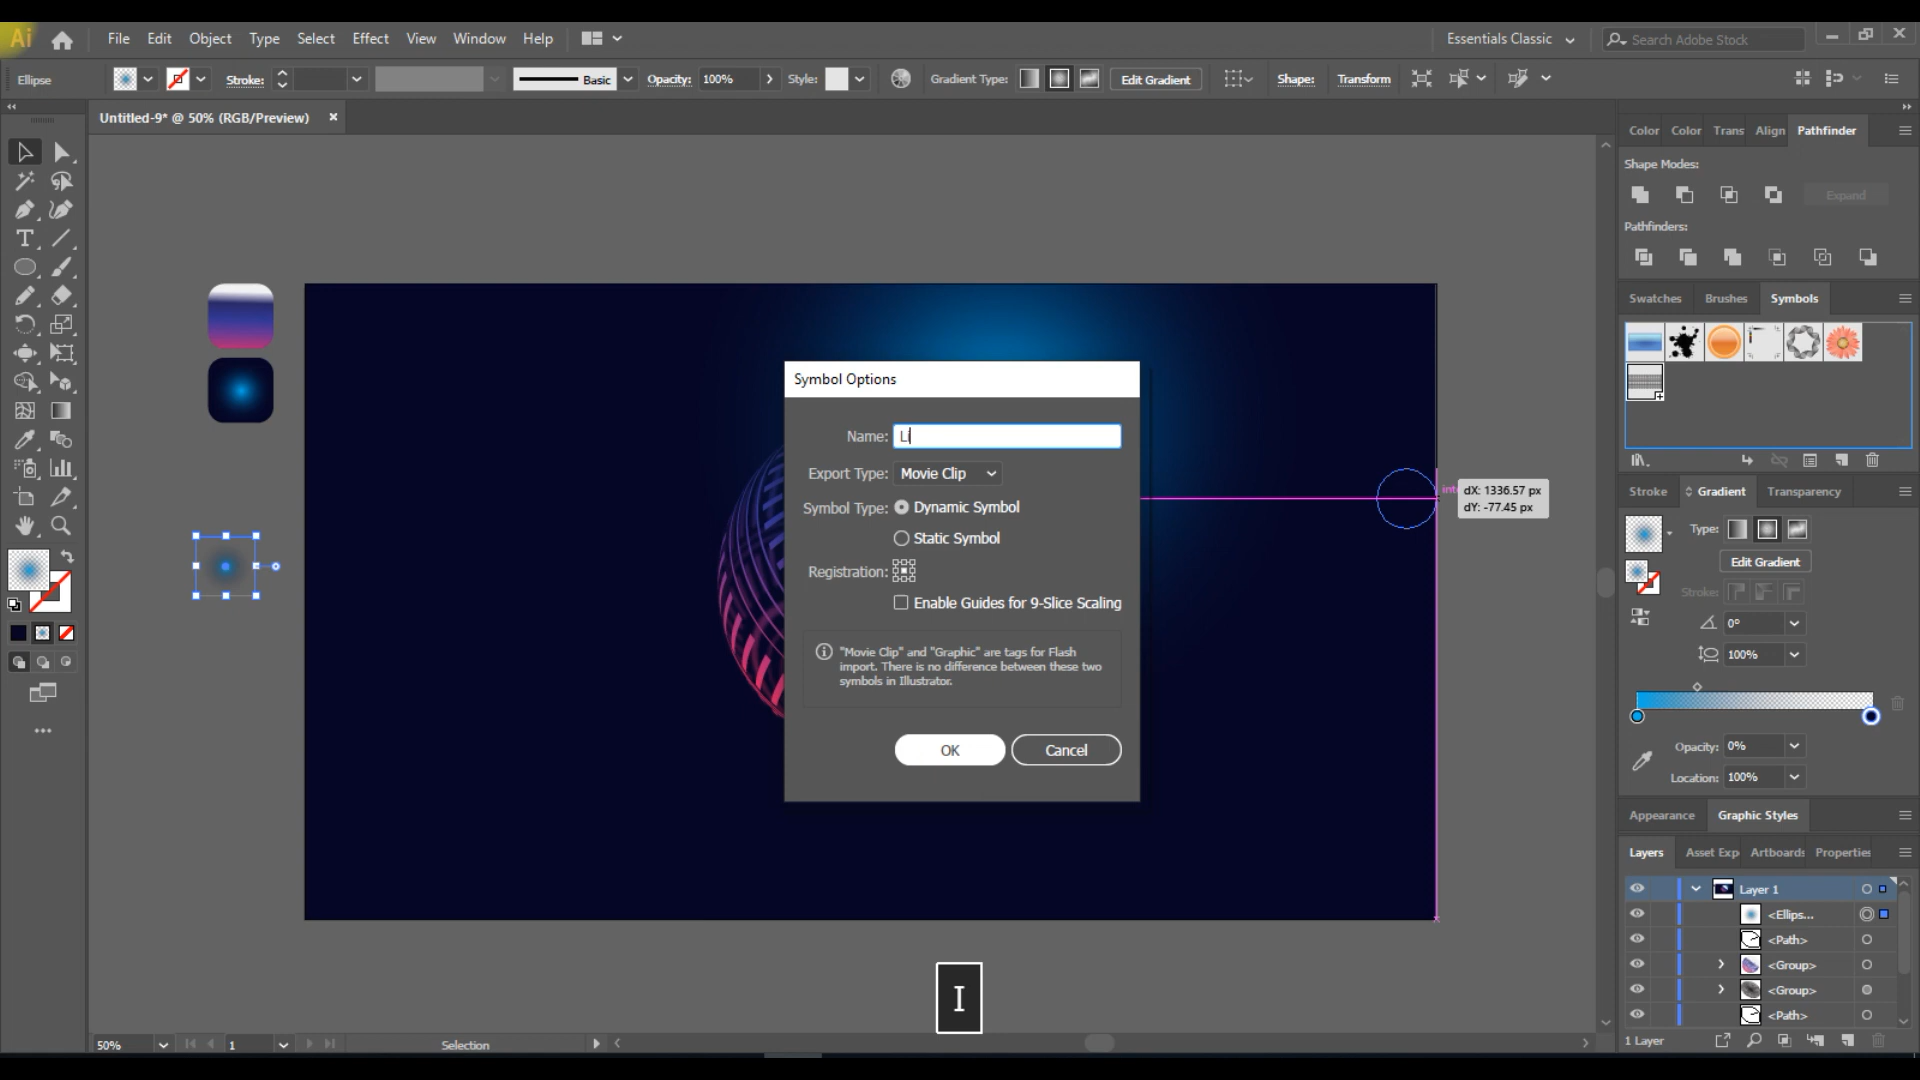 Ai File Edit Object Type Select Effect View Window Help Essentials Classic Search Adobe Stock
Ellipse Stroke: Basic Opacity: 100% Style: Gradient Type: Edit Gradient Shape: Transform
Untitled-9* @ 50% (RGB/Preview)
Color Color Trans Align Pathfinder
Shape Modes:
Expand
Pathfinders:
Swatches Brushes Symbols
Symbol Options
Name: Li
Export Type: Movie Clip
Symbol Type: Dynamic Symbol
Static Symbol
Registration:
Enable Guides for 9-Slice Scaling
"Movie Clip" and "Graphic" are tags for Flash
import. There is no difference between these two
symbols in Illustrator.
OK Cancel
inte
dX: 1336.57 px
dY: -77.45 px
Stroke Gradient Transparency
Type:
Edit Gradient
Stroke:
0°
100%
Opacity: 0%
Location: 100%
Appearance Graphic Styles
Layers Asset Exp Artboards Properties
Layer 1
<Ellips...
<Path>
<Group>
<Group>
<Path>
1 Layer
I
50% 1 Selection